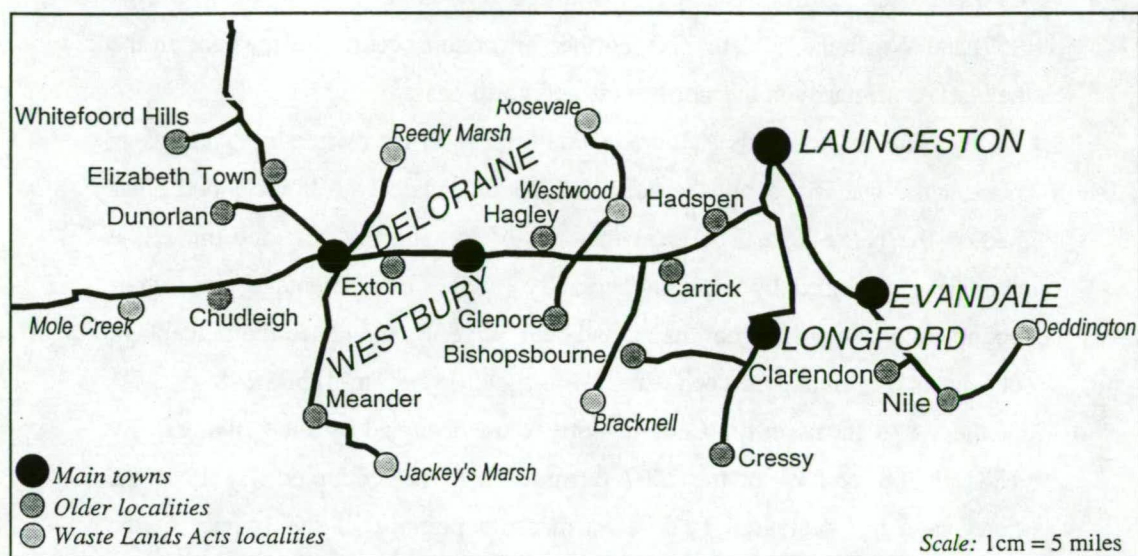 Rosevale
Whitefoord Hills
Reedy Marsh
LAUNCESTON
Elizabeth Town
Westwood
Hadspen
Dunorlan
DELORAINE
Hagley
Exton
Carrick
EVANDALE
Mole Creek
Chudleigh
WESTBURY
Glenore
Deddington
Bishopsbourne
LONGFORD
Clarendon
Meander
Nile
Bracknell
Cressy
Jackey's Marsh
Main towns
Older localities
Waste Lands Acts localities
Scale: 1cm = 5 miles